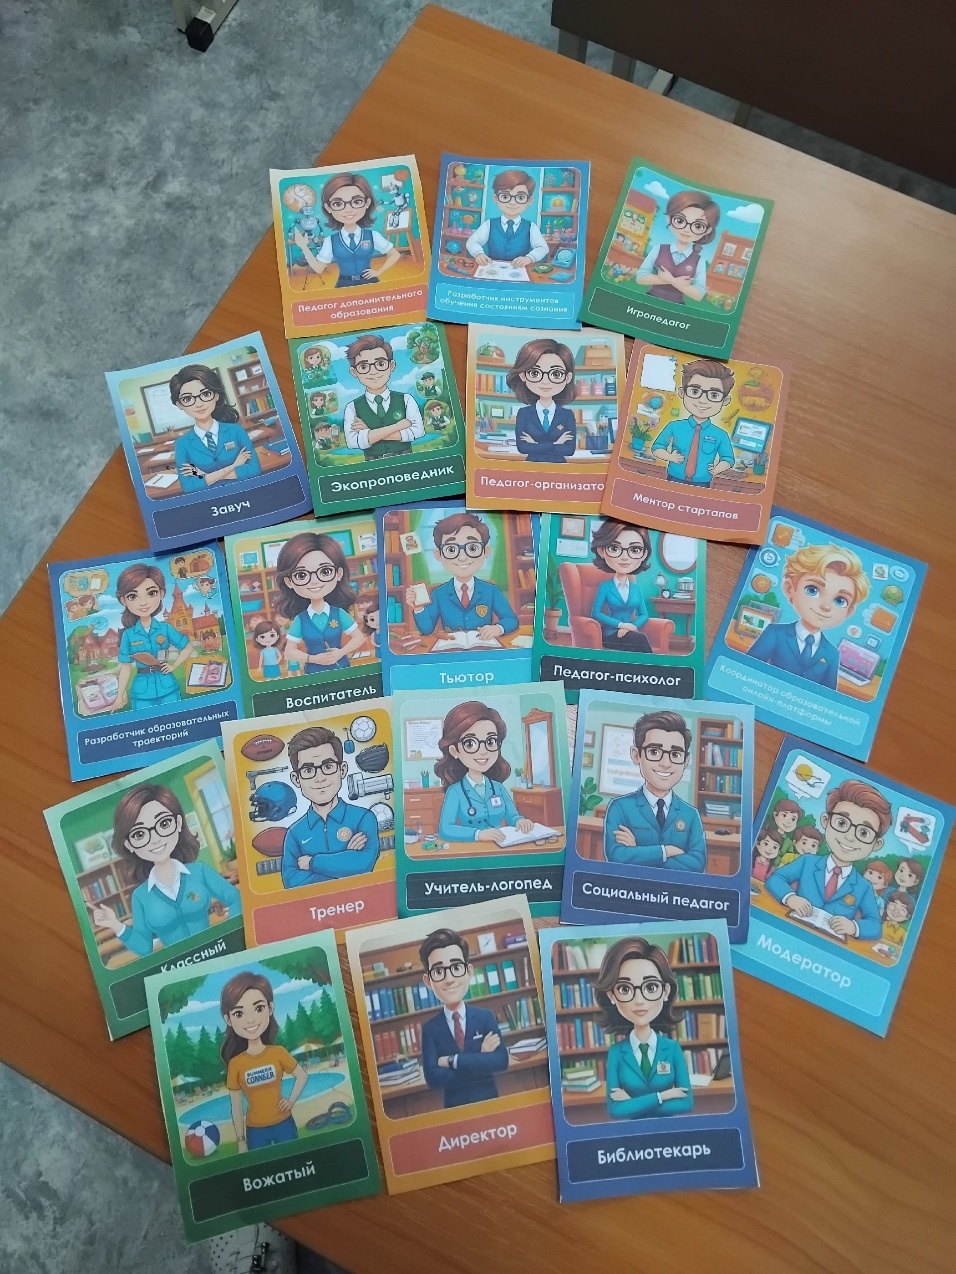 Педагог дополнительного
образования
Разработчик инструментов
обучения состояниям сознания
Игропедагог
Завуч
Экопроповедник
Педагог-организато
Ментор стартапов
Разработчик образовательных
траекторий
Воспитатель
Тьютор
Педагог-психолог
Координатор образовательной
онлайн-платформы
Классный
Тренер
Учитель-логопед
Социальный педагог
Модератор
Вожатый
Директор
Библиотекарь